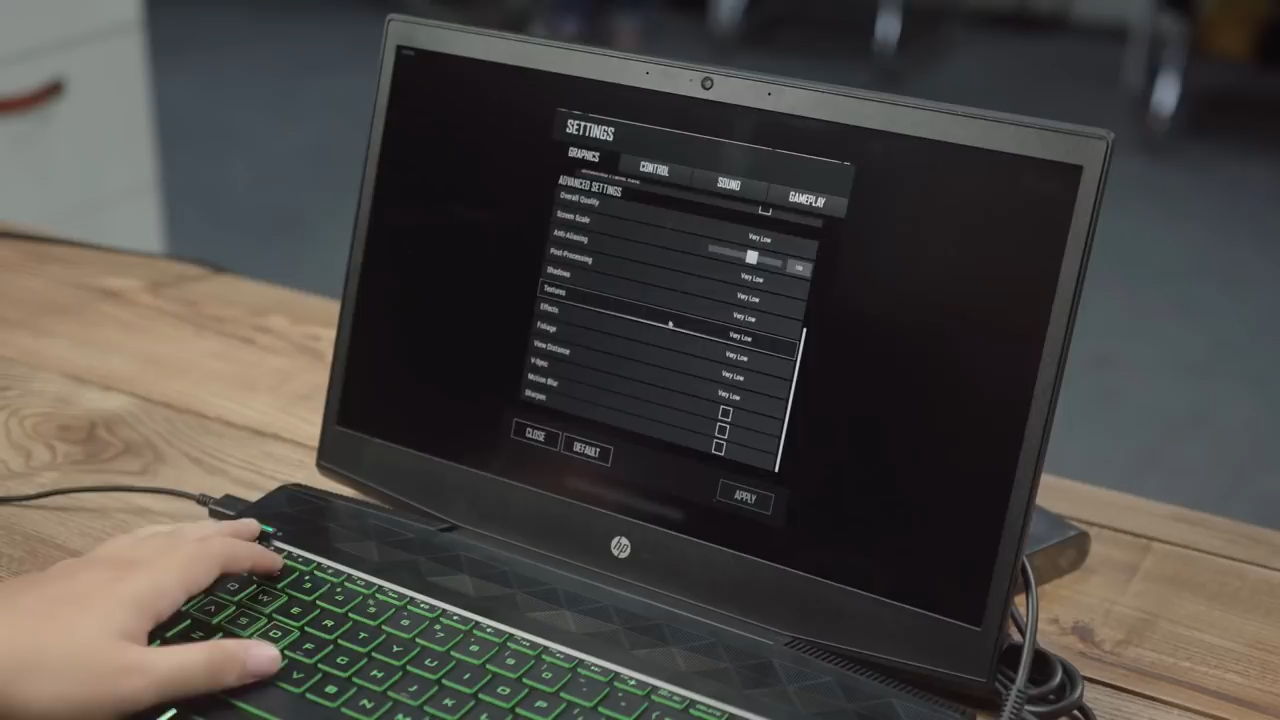 SETTINGS
GRAPHICS
CONTROL
SOUND
GAMEPLAY
ADVANCED SETTINGS
Overall Quality
Very Low
Screen Scale
100
Anti-Aliasing
Very Low
Post-Processing
Very Low
Shadows
Very Low
Textures
Very Low
Effects
Very Low
Foliage
Very Low
View Distance
Very Low
V-Sync
Motion Blur
Sharpen
CLOSE
DEFAULT
APPLY
hp
Q W E R T Y U I O P
A S D F G H J K L
Z V B N M